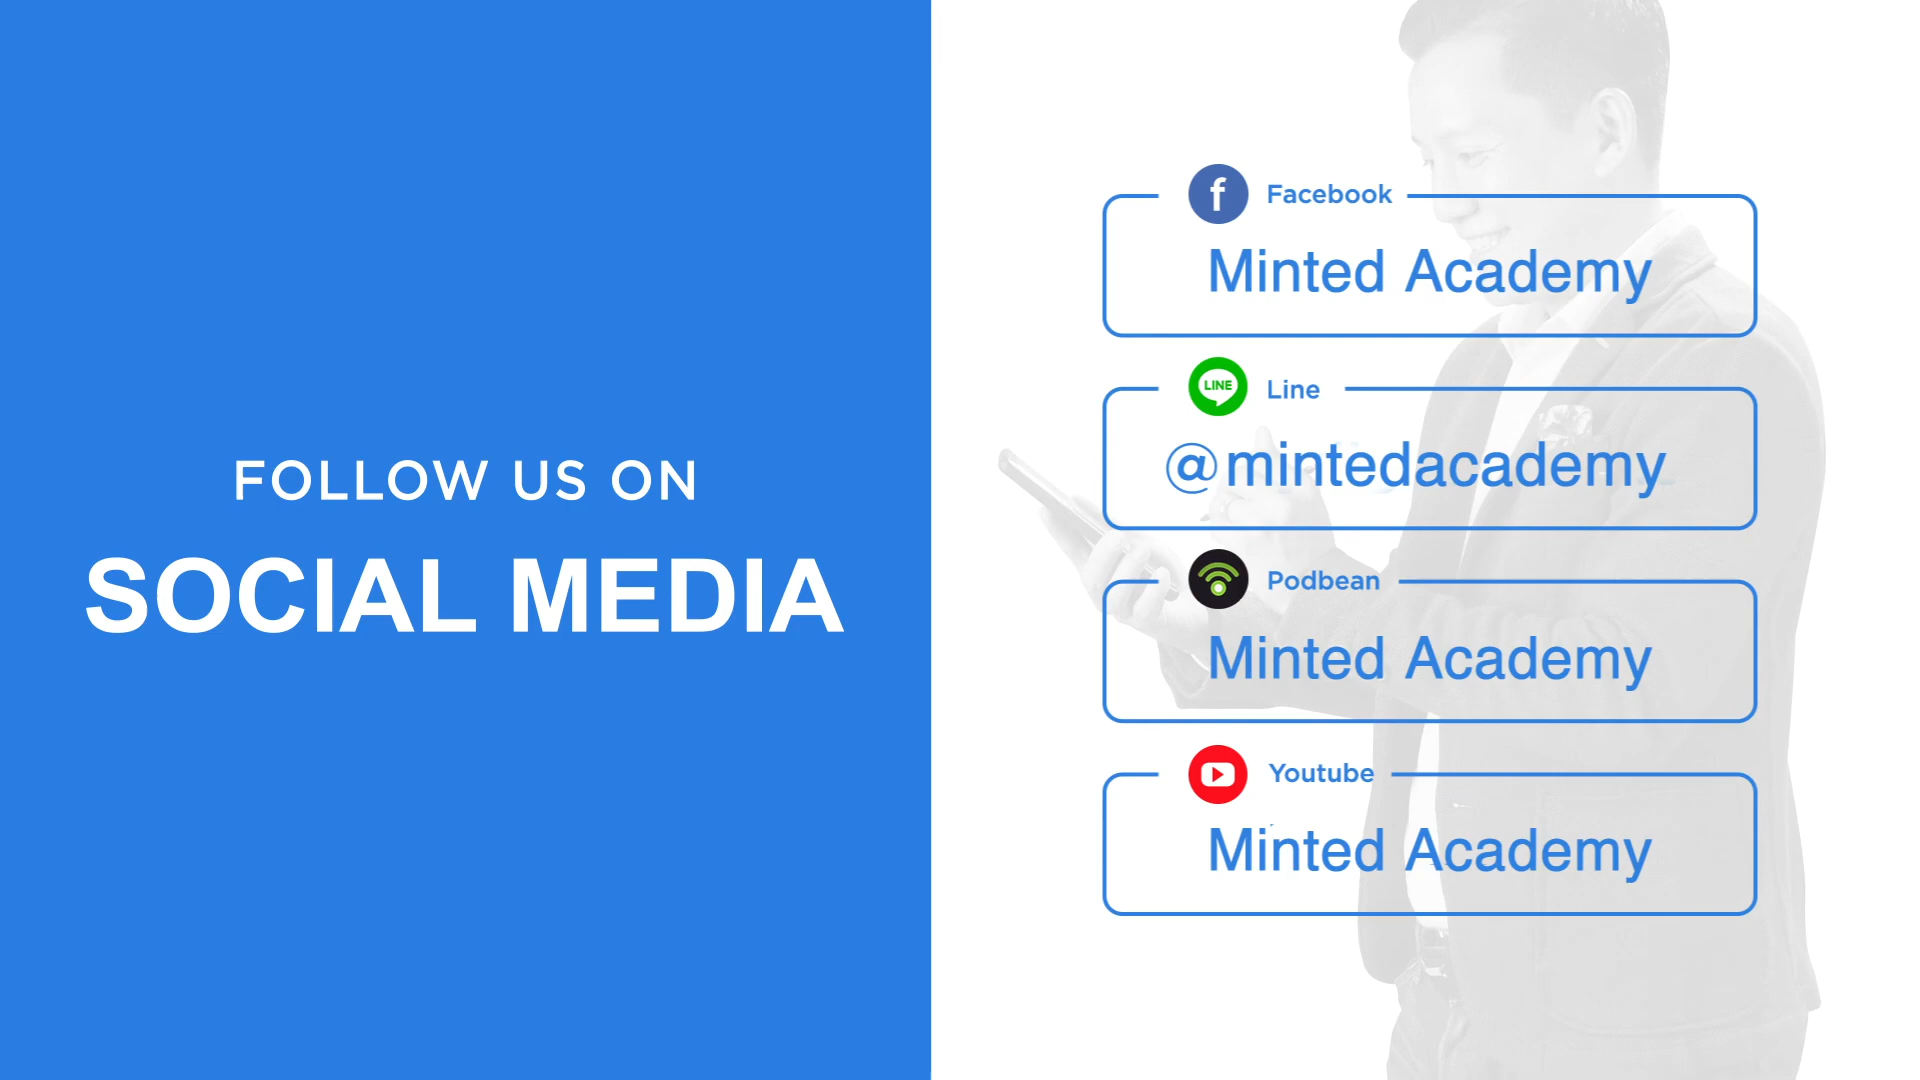 FOLLOW US ON
SOCIAL MEDIA
f Facebook
Minted Academy
LINE Line
@mintedacademy
Podbean
Minted Academy
Youtube
Minted Academy